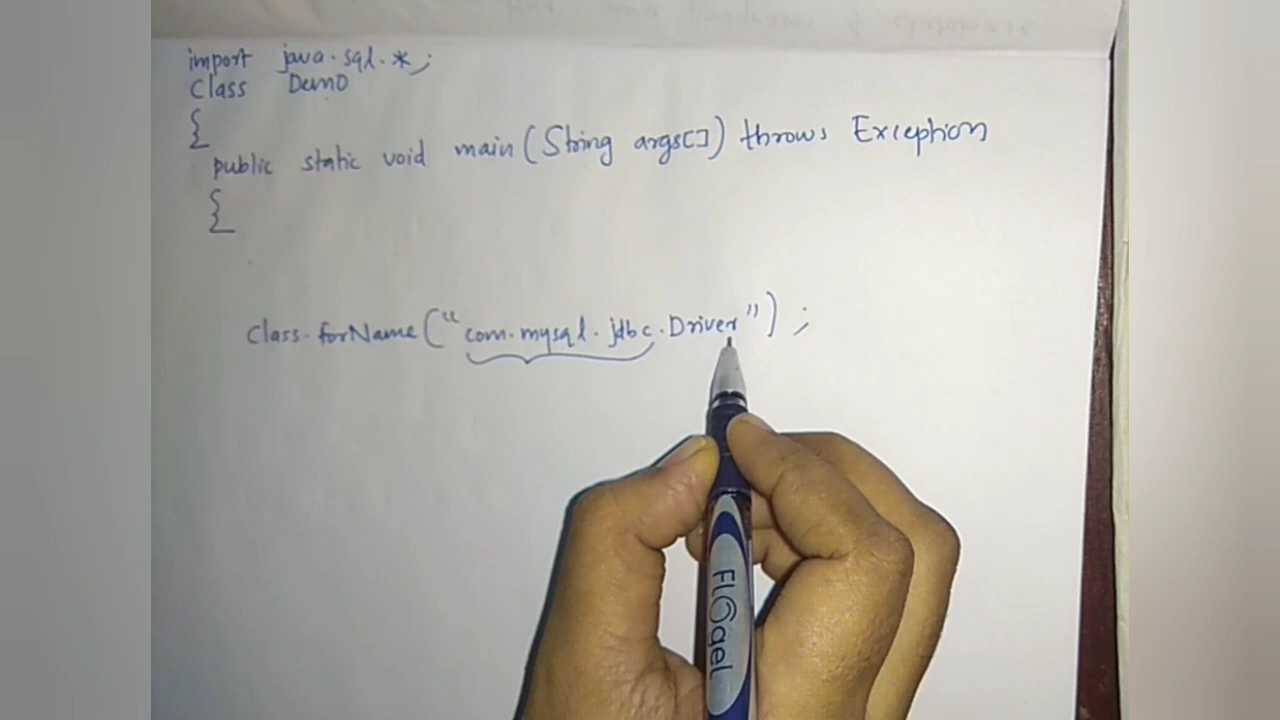 import java.sql.*;
Class Demo
{
public static void main(String args[]) throws Exception
{
Class.forName("com.mysql.jdbc.Driver");
FLOgel